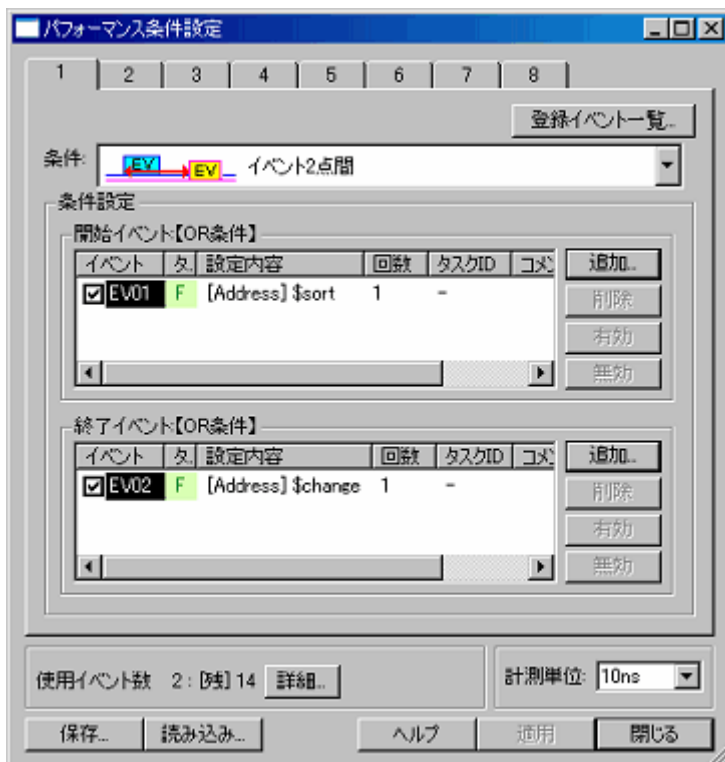 パフォーマンス条件設定
1 2 3 4 5 6 7 8
登録イベント一覧...
条件: EV EV イベント2点間
条件設定
開始イベント【OR条件】
イベント タ. 設定内容 回数 タスクID コメ
EV01 F [Address] $sort 1 -
追加...
削除
有効
無効
終了イベント【OR条件】
イベント タ. 設定内容 回数 タスクID コメ
EV02 F [Address] $change 1 -
追加...
削除
有効
無効
使用イベント数 2 : [残] 14 詳細...
計測単位: 10ns
保存... 読み込み... ヘルプ 適用 閉じる